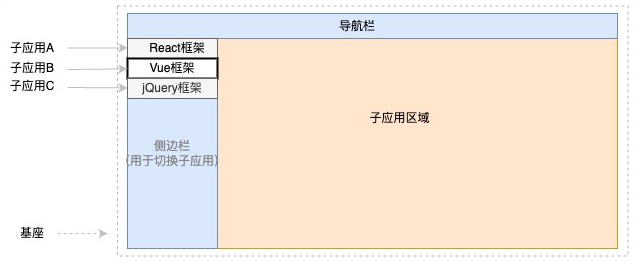 导航栏
子应用A
React框架
子应用B
Vue框架
子应用C
jQuery框架
子应用区域
侧边栏
(用于切换子应用)
基座